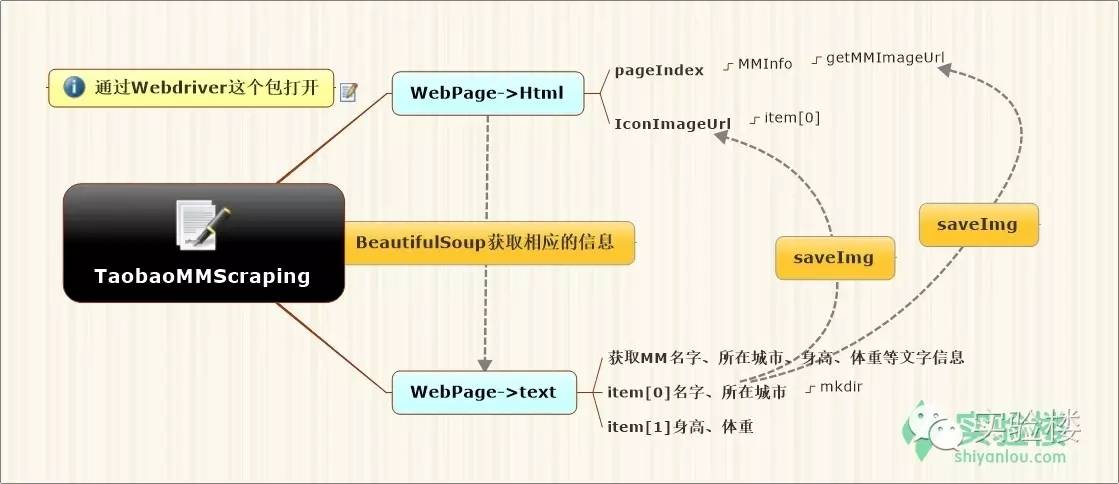 通过Webdriver这个包打开
WebPage->Html
pageIndex
MMInfo
getMMImageUrl
IconImageUrl
item[0]
TaobaoMMScraping
BeautifulSoup获取相应的信息
saveImg
saveImg
WebPage->text
获取MM名字、所在城市、身高、体重等文字信息
item[0]名字、所在城市
mkdir
item[1]身高、体重
实验楼
实验楼
shiyanlou.com